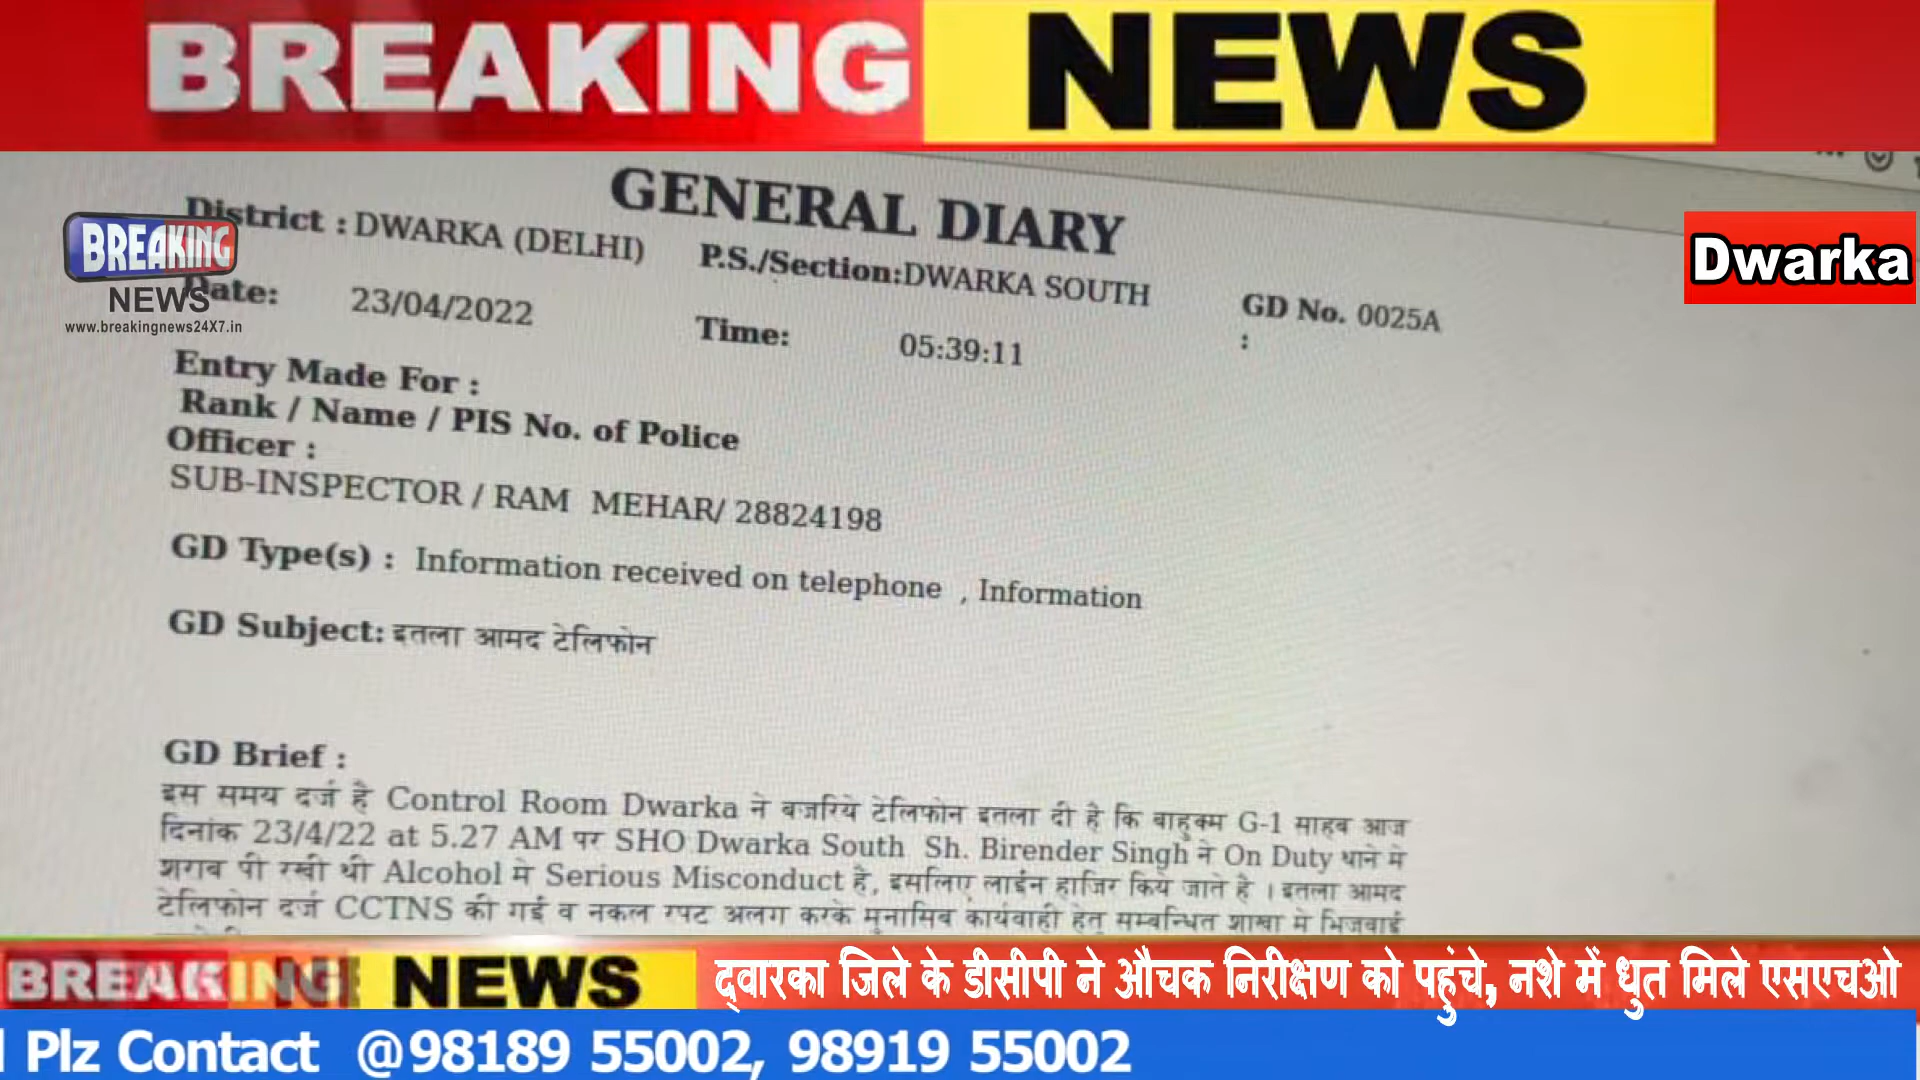 BREAKING NEWS
GENERAL DIARY
District : DWARKA (DELHI) P.S./Section: DWARKA SOUTH GD No. 0025A
:
Date: 23/04/2022 Time: 05:39:11
BREAKING
NEWS
www.breakingnews24X7.in
Dwarka
Entry Made For :
Rank / Name / PIS No. of Police
Officer :
SUB-INSPECTOR / RAM MEHAR/ 28824198
GD Type(s) : Information received on telephone , Information
GD Subject: इतला आमद टेलिफोन
GD Brief :
इस समय दर्ज है Control Room Dwarka ने बजरिये टेलिफोन इतला दी है कि बाहुक्म G-1 साहब आज
दिनांक 23/4/22 at 5.27 AM पर SHO Dwarka South Sh. Birender Singh ने On Duty थाने मे
शराब पी रखी थी Alcohol मे Serious Misconduct है, इसलिए लाईन हाजिर किये जाते है । इतला आमद
टेलिफोन दर्ज CCTNS की गई व नकल रपट अलग करके मुनासिब कार्यवाही हेतु सम्बन्धित शाखा मे भिजवाई
BREAKING NEWS द्वारका जिले के डीसीपी ने औचक निरीक्षण को पहुंचे, नशे में धुत मिले एसएचओ
Plz Contact @98189 55002, 98919 55002